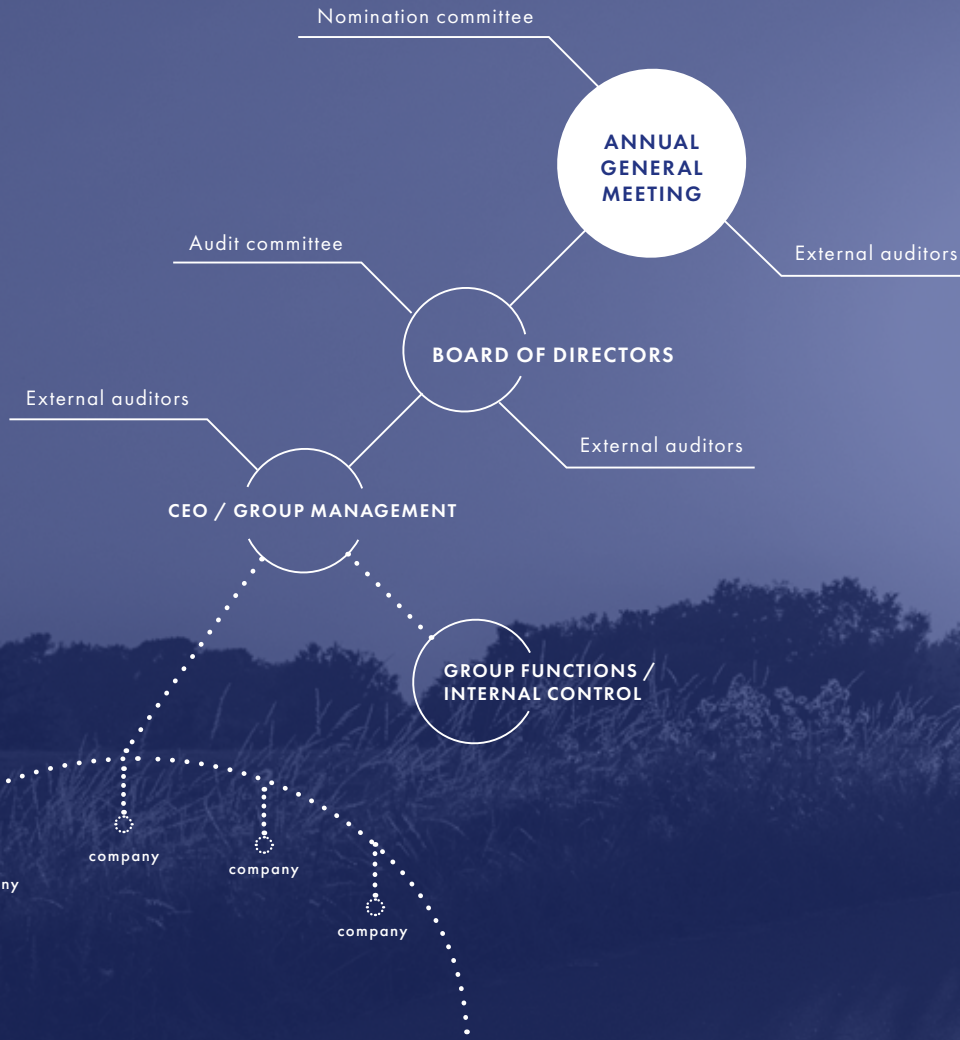 Nomination committee
ANNUAL
GENERAL
MEETING
Audit committee
External auditors
BOARD OF DIRECTORS
External auditors
External auditors
CEO / GROUP MANAGEMENT
GROUP FUNCTIONS /
INTERNAL CONTROL
company
company
company